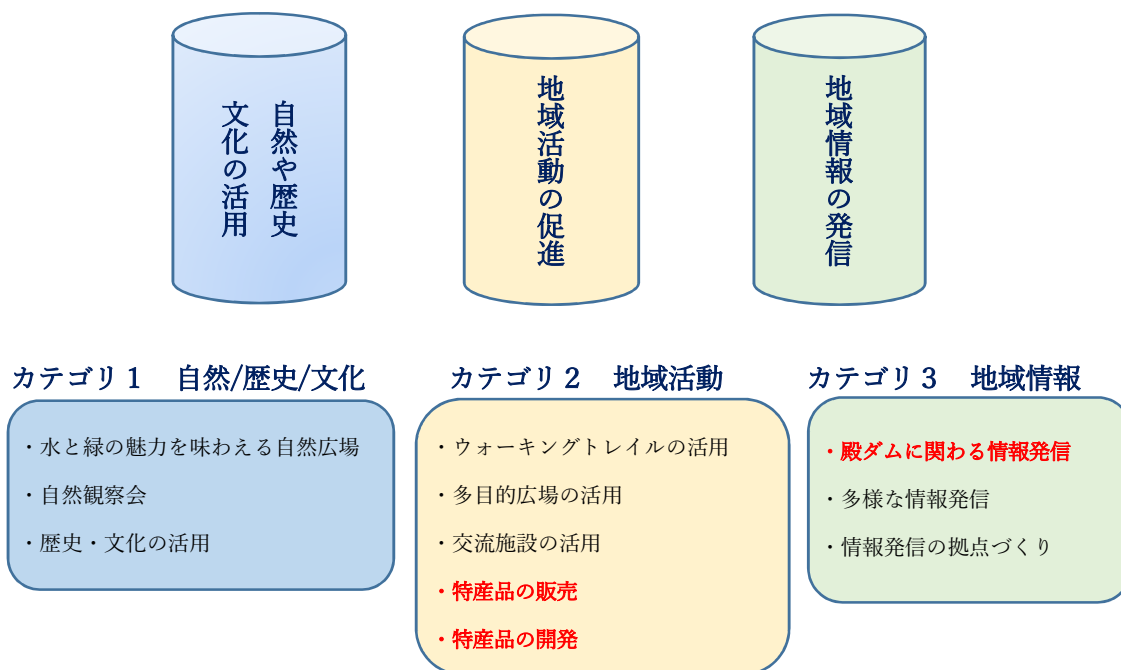 自然や歴史
文化の活用
地域活動の促進
地域情報の発信
カテゴリ１　自然/歴史/文化
・水と緑の魅力を味わえる自然広場
・自然観察会
・歴史・文化の活用
カテゴリ２　地域活動
・ウォーキングトレイルの活用
・多目的広場の活用
・交流施設の活用
・特産品の販売
・特産品の開発
カテゴリ３　地域情報
・殿ダムに関わる情報発信
・多様な情報発信
・情報発信の拠点づくり